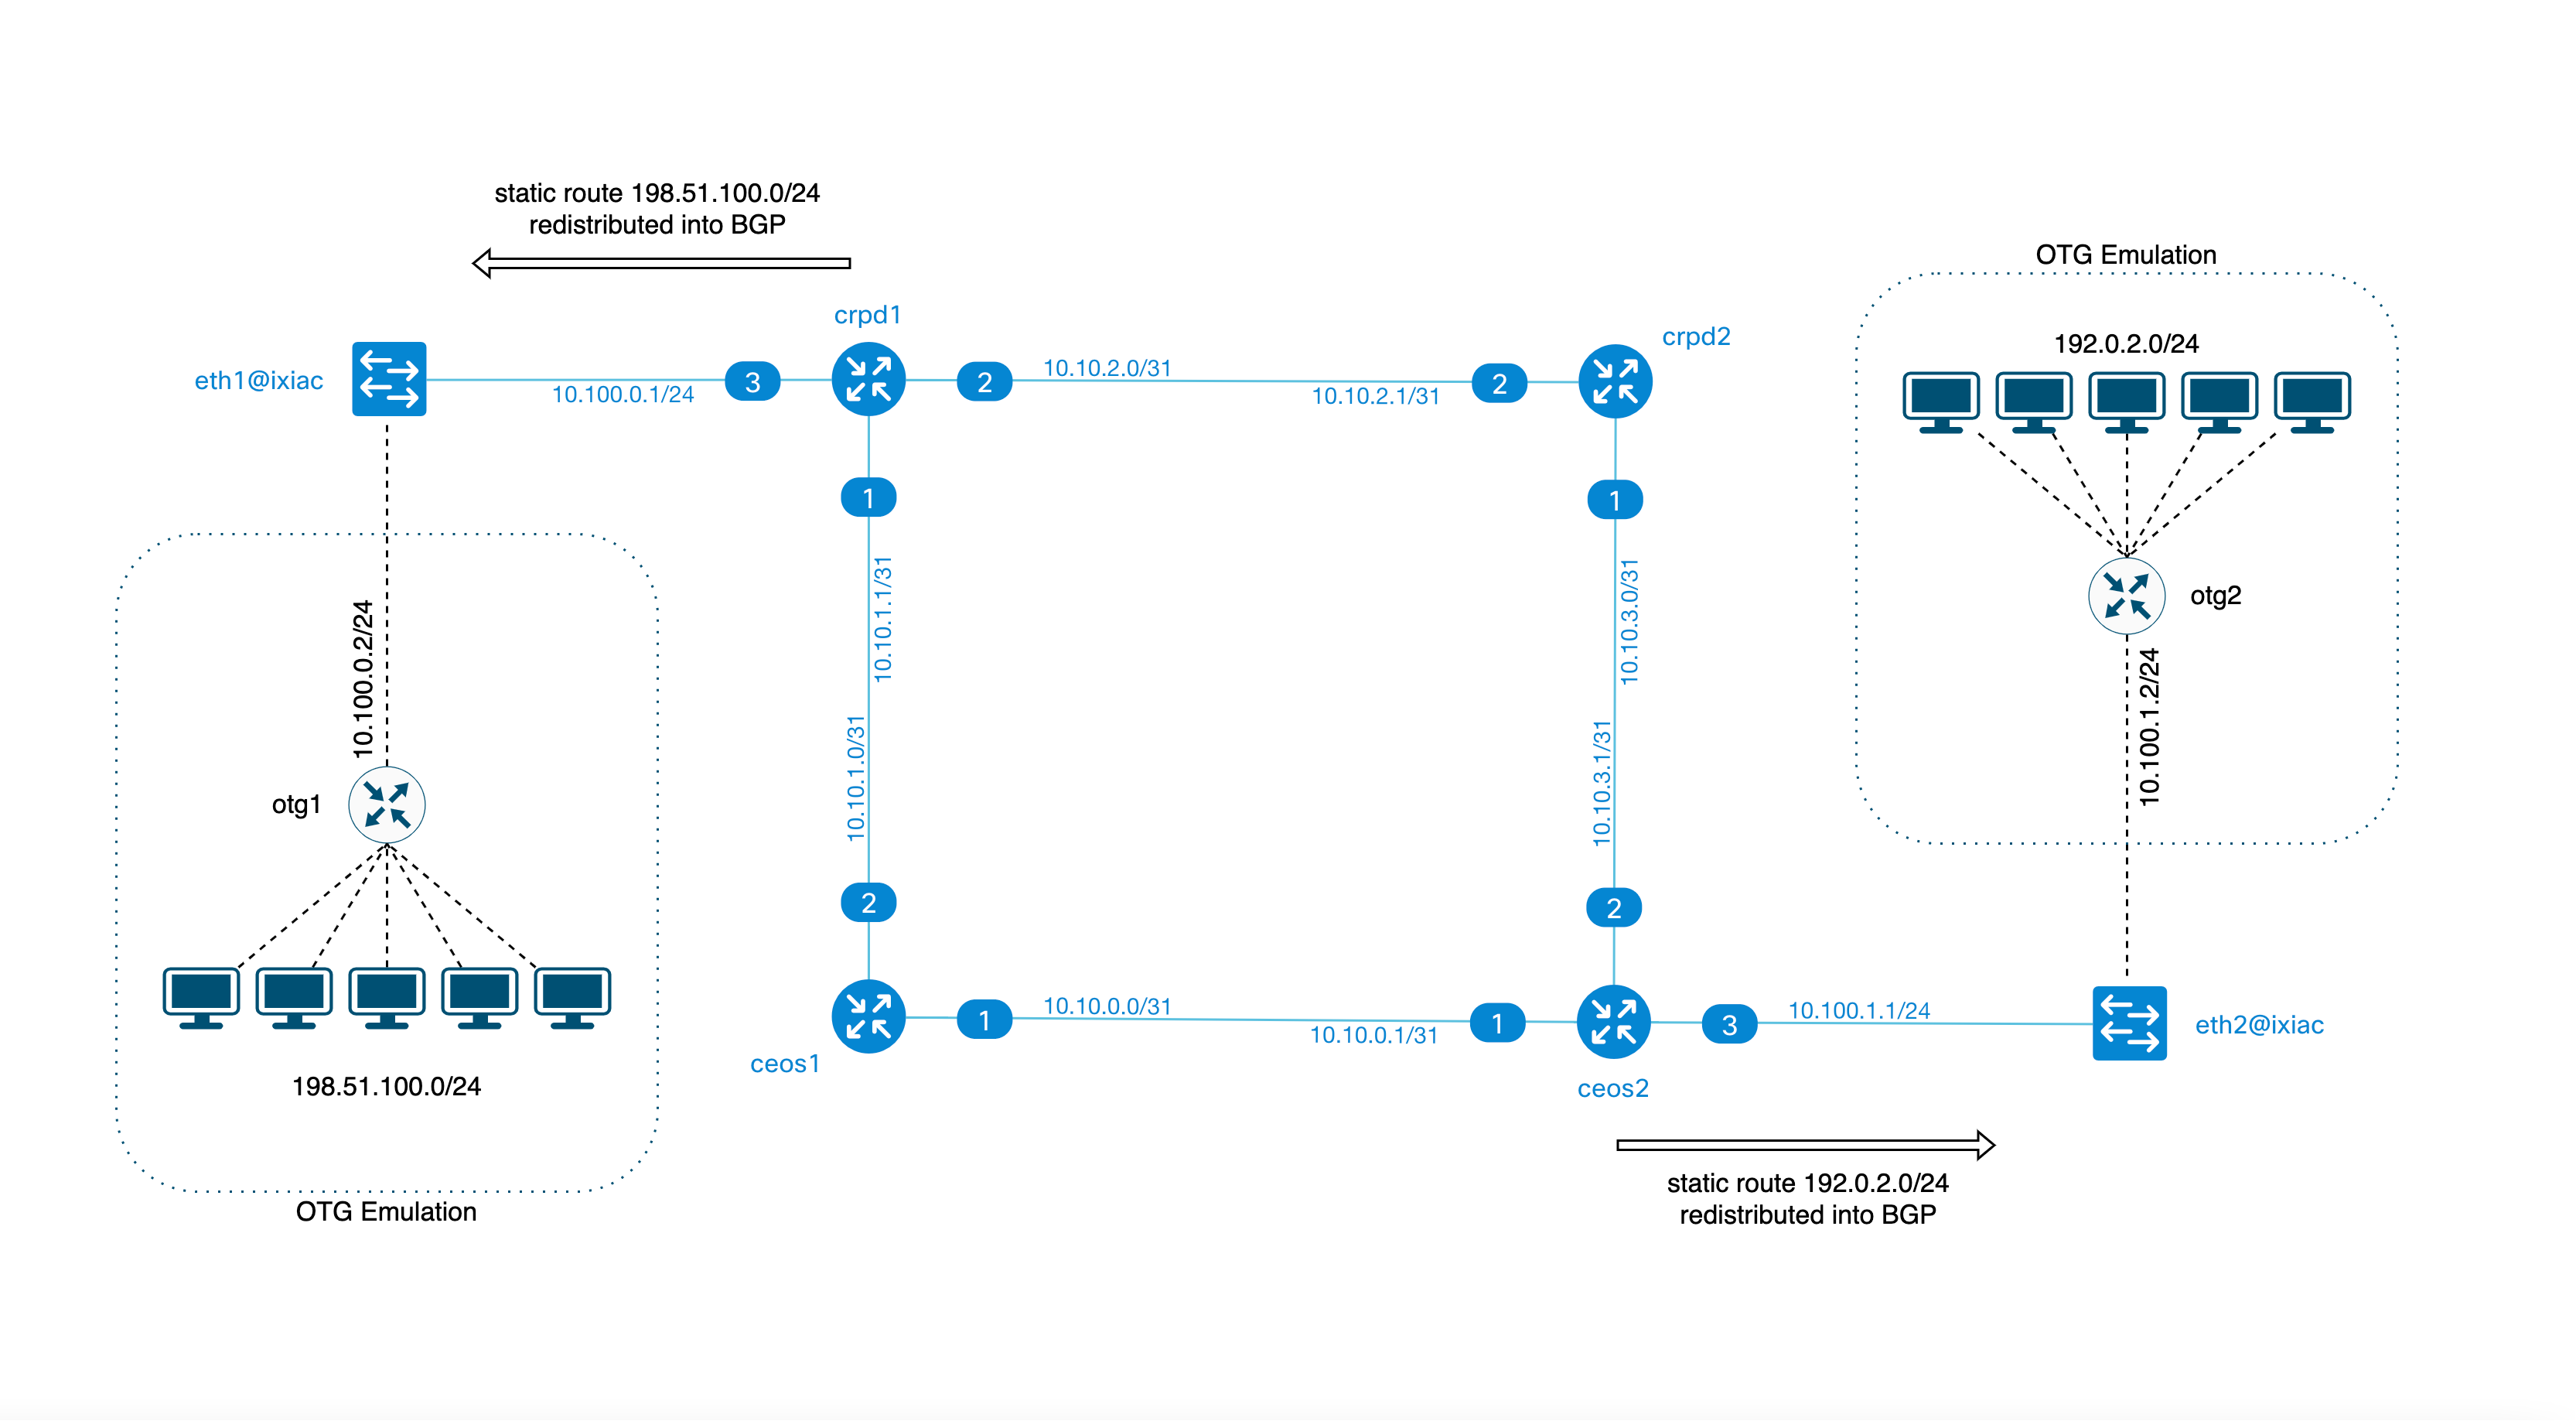 static route 198.51.100.0/24
redistributed into BGP
OTG Emulation
crpd1
crpd2
192.0.2.0/24
eth1@ixiac
10.100.0.1/24
3
2
10.10.2.0/31
10.10.2.1/31
2
1
1
10.10.1.1/31
10.10.3.0/31
otg2
10.100.0.2/24
10.100.1.2/24
10.10.1.0/31
10.10.3.1/31
otg1
2
2
10.10.0.0/31
1
10.10.0.1/31
1
3
10.100.1.1/24
eth2@ixiac
ceos1
ceos2
198.51.100.0/24
static route 192.0.2.0/24
redistributed into BGP
OTG Emulation